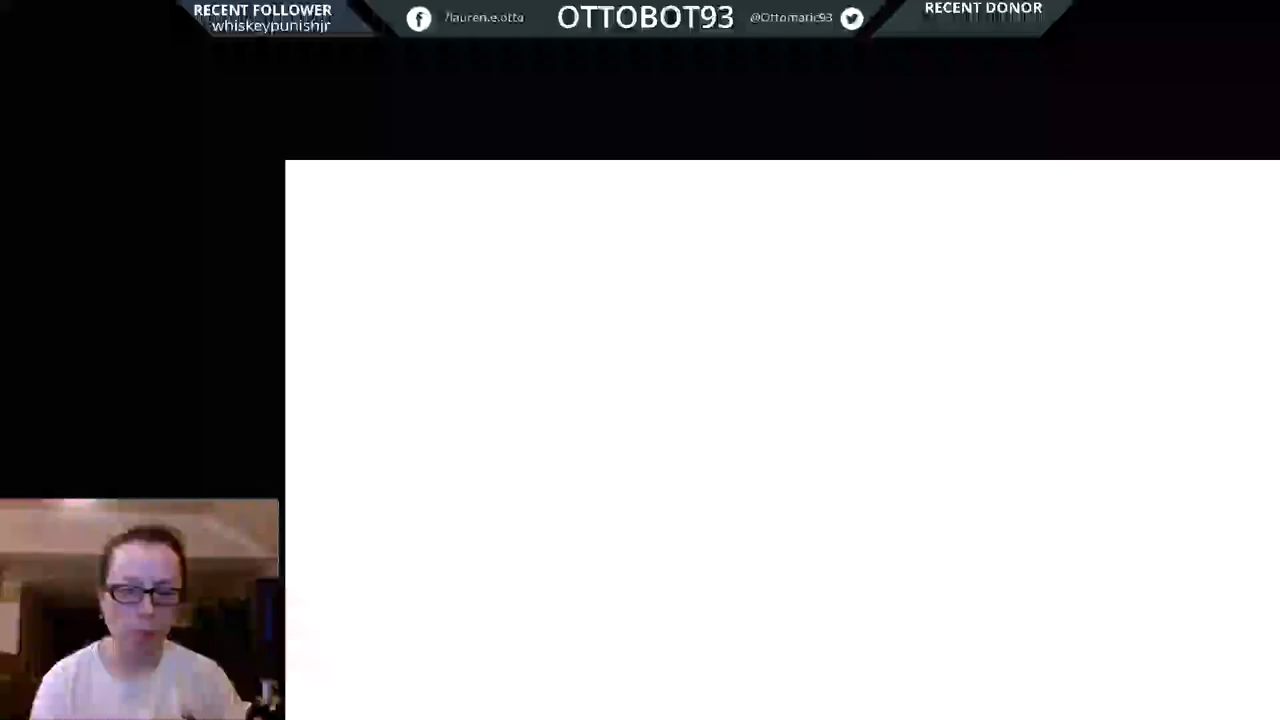 RECENT FOLLOWER
whiskeypunishjr
/lauren.e.otto
OTTOBOT93
@Ottomatic93
RECENT DONOR